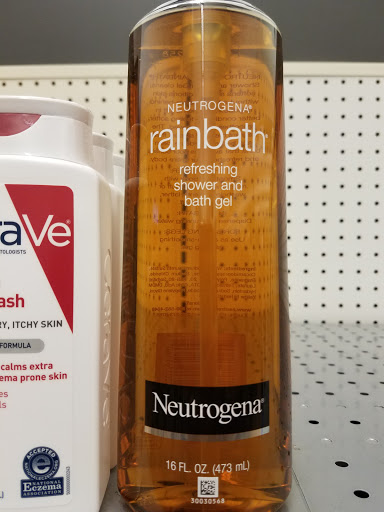 NEUTROGENA®
rainbath®
refreshing
shower and
bath gel
Neutrogena®
16 FL. OZ. (473 mL)
30030568
aVe®
ash
RY, ITCHY SKIN
FORMULA
calms extra
ema prone skin
ACCEPTED
NATIONAL
Eczema
ASSOCIATION